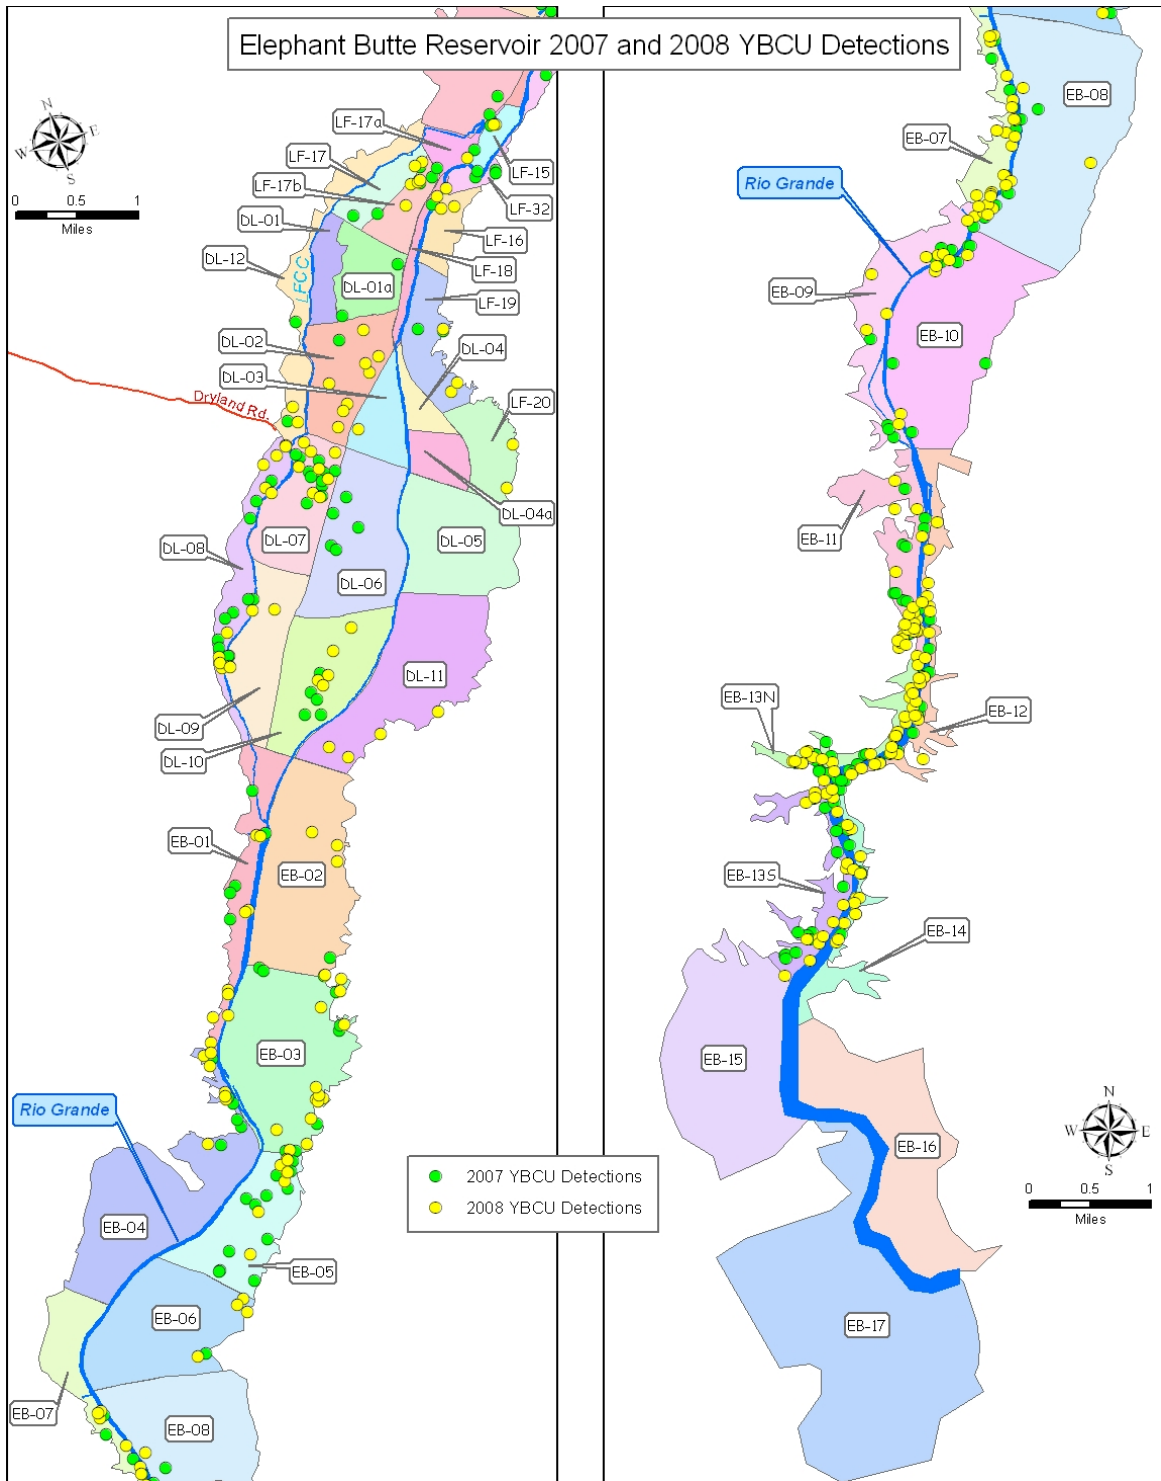 Elephant Butte Reservoir 2007 and 2008 YBCU Detections
N
W E
S
0 0.5 1
Miles
LF-17a
LF-17
LF-17b
DL-01
DL-12
LFCC
LF-15
LF-32
LF-16
LF-18
DL-01a
LF-19
DL-02
DL-04
DL-03
LF-20
Dryland Rd.
DL-04a
DL-07
DL-05
DL-08
DL-06
DL-11
DL-09
DL-10
EB-01
EB-02
EB-03
Rio Grande
EB-04
EB-05
EB-06
EB-07
EB-08
2007 YBCU Detections
2008 YBCU Detections
EB-08
EB-07
Rio Grande
EB-09
EB-10
EB-11
EB-13N
EB-12
EB-13S
EB-14
EB-15
EB-16
EB-17
N
W E
S
0 0.5 1
Miles